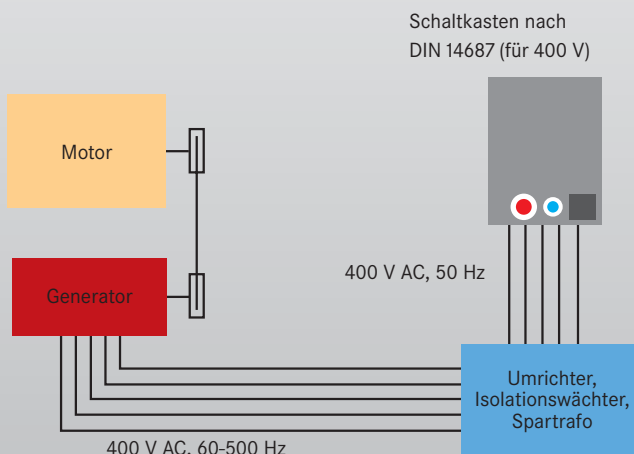 Schaltkasten nach
DIN 14687 (für 400 V)
Motor
Generator
400 V AC, 50 Hz
Umrichter,
Isolationswächter,
Spartrafo
400 V AC, 60-500 Hz